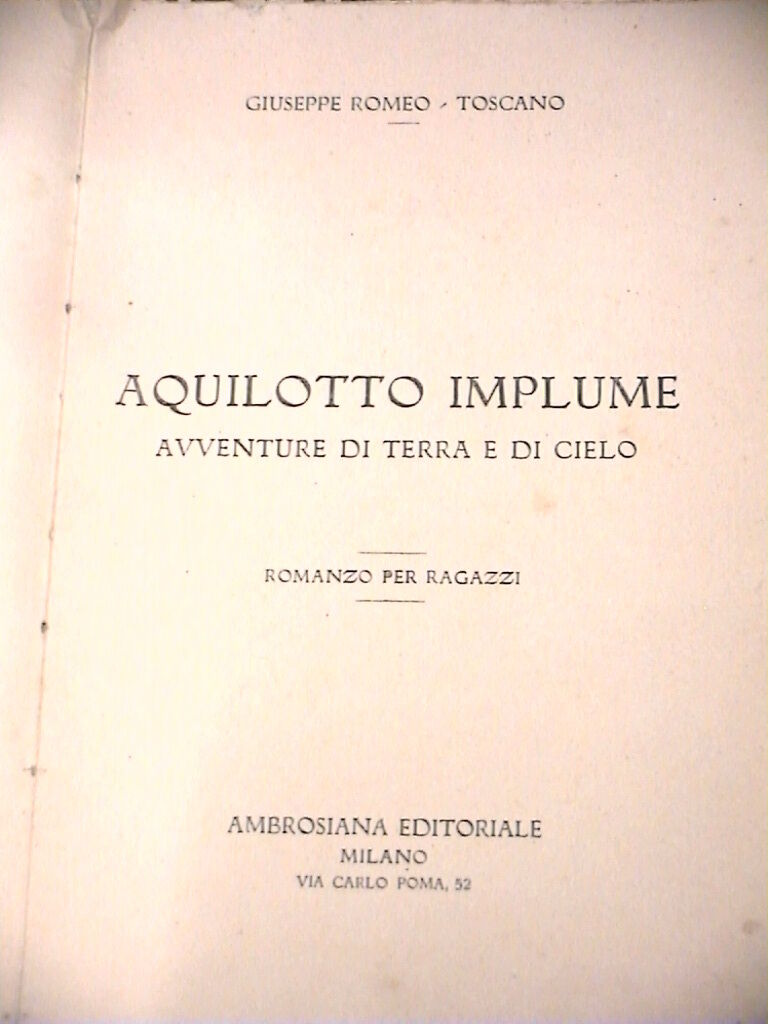 GIUSEPPE ROMEO - TOSCANO
AQUILOTTO IMPLUME
AVVENTURE DI TERRA E DI CIELO
ROMANZO PER RAGAZZI
AMBROSIANA EDITORIALE
MILANO
VIA CARLO POMA, 52